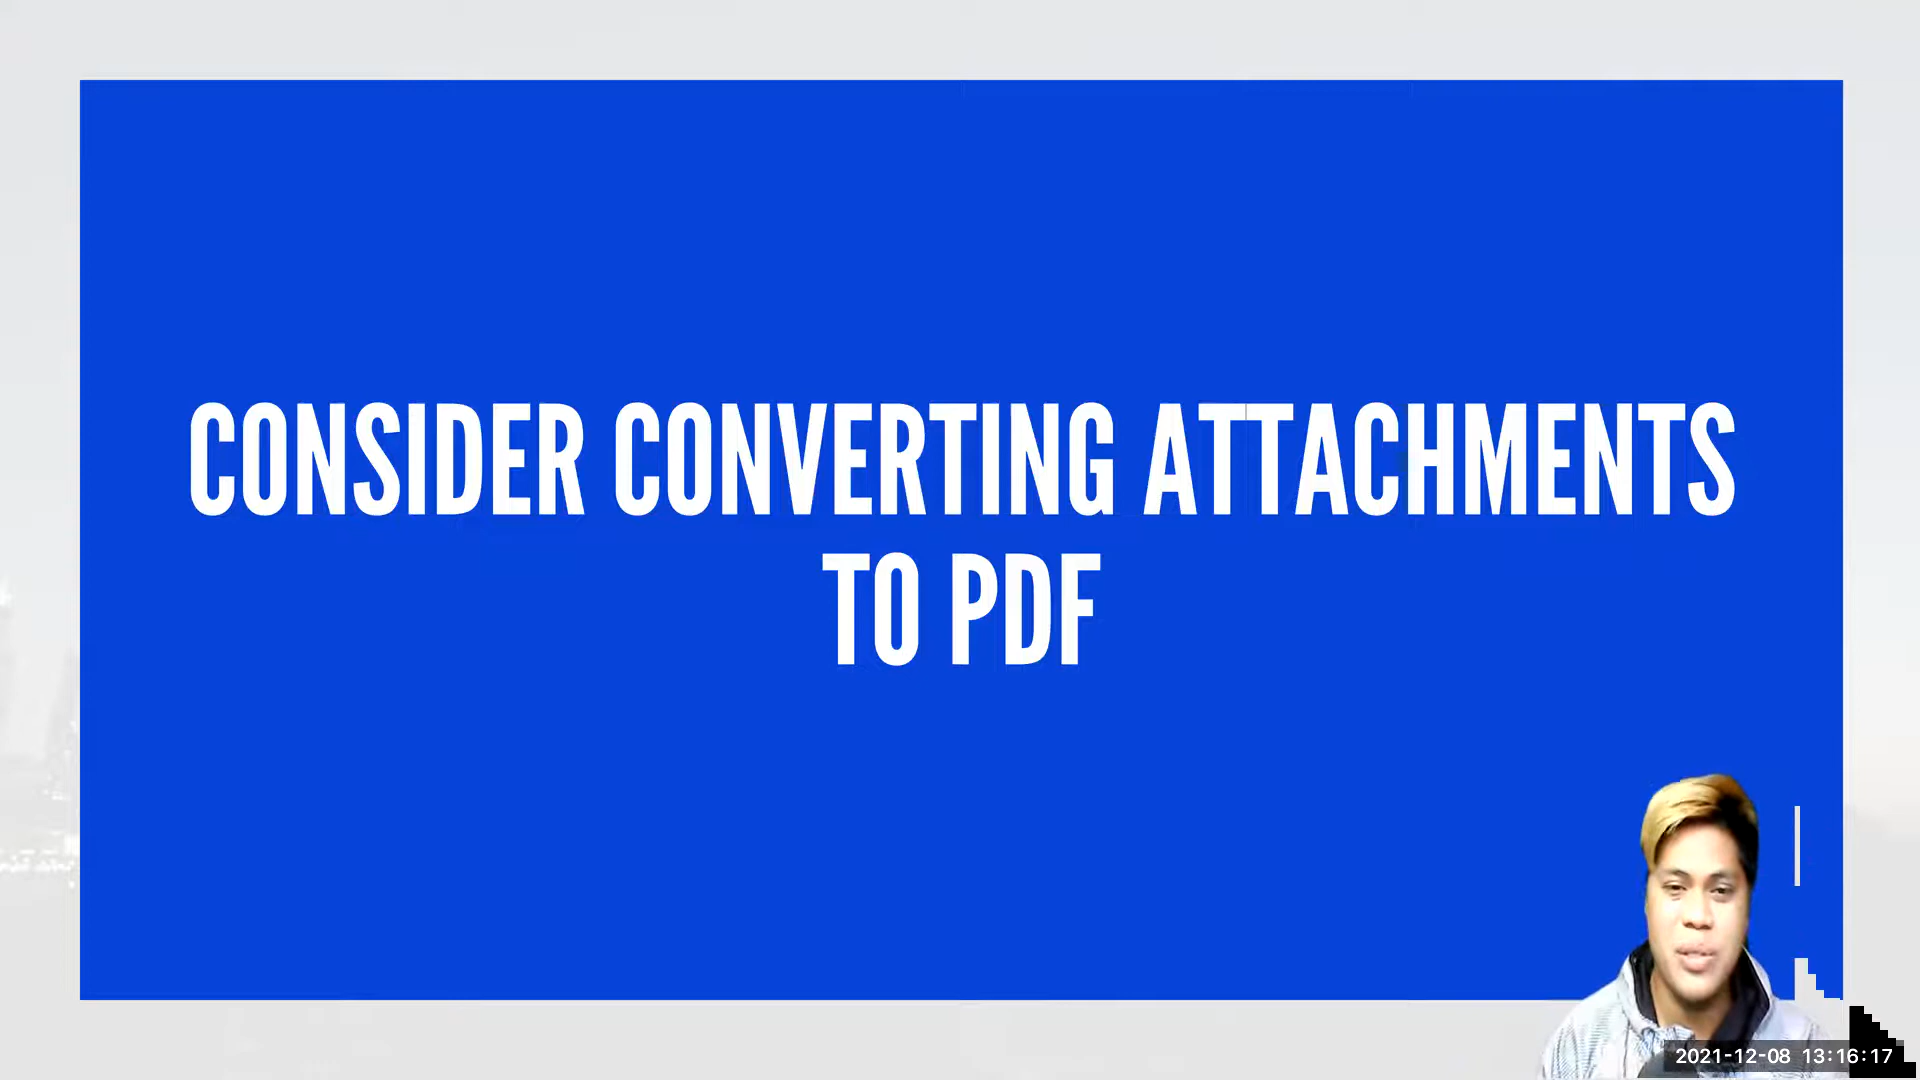 CONSIDER CONVERTING ATTACHMENTS
TO PDF
2021-12-08 13:16:17